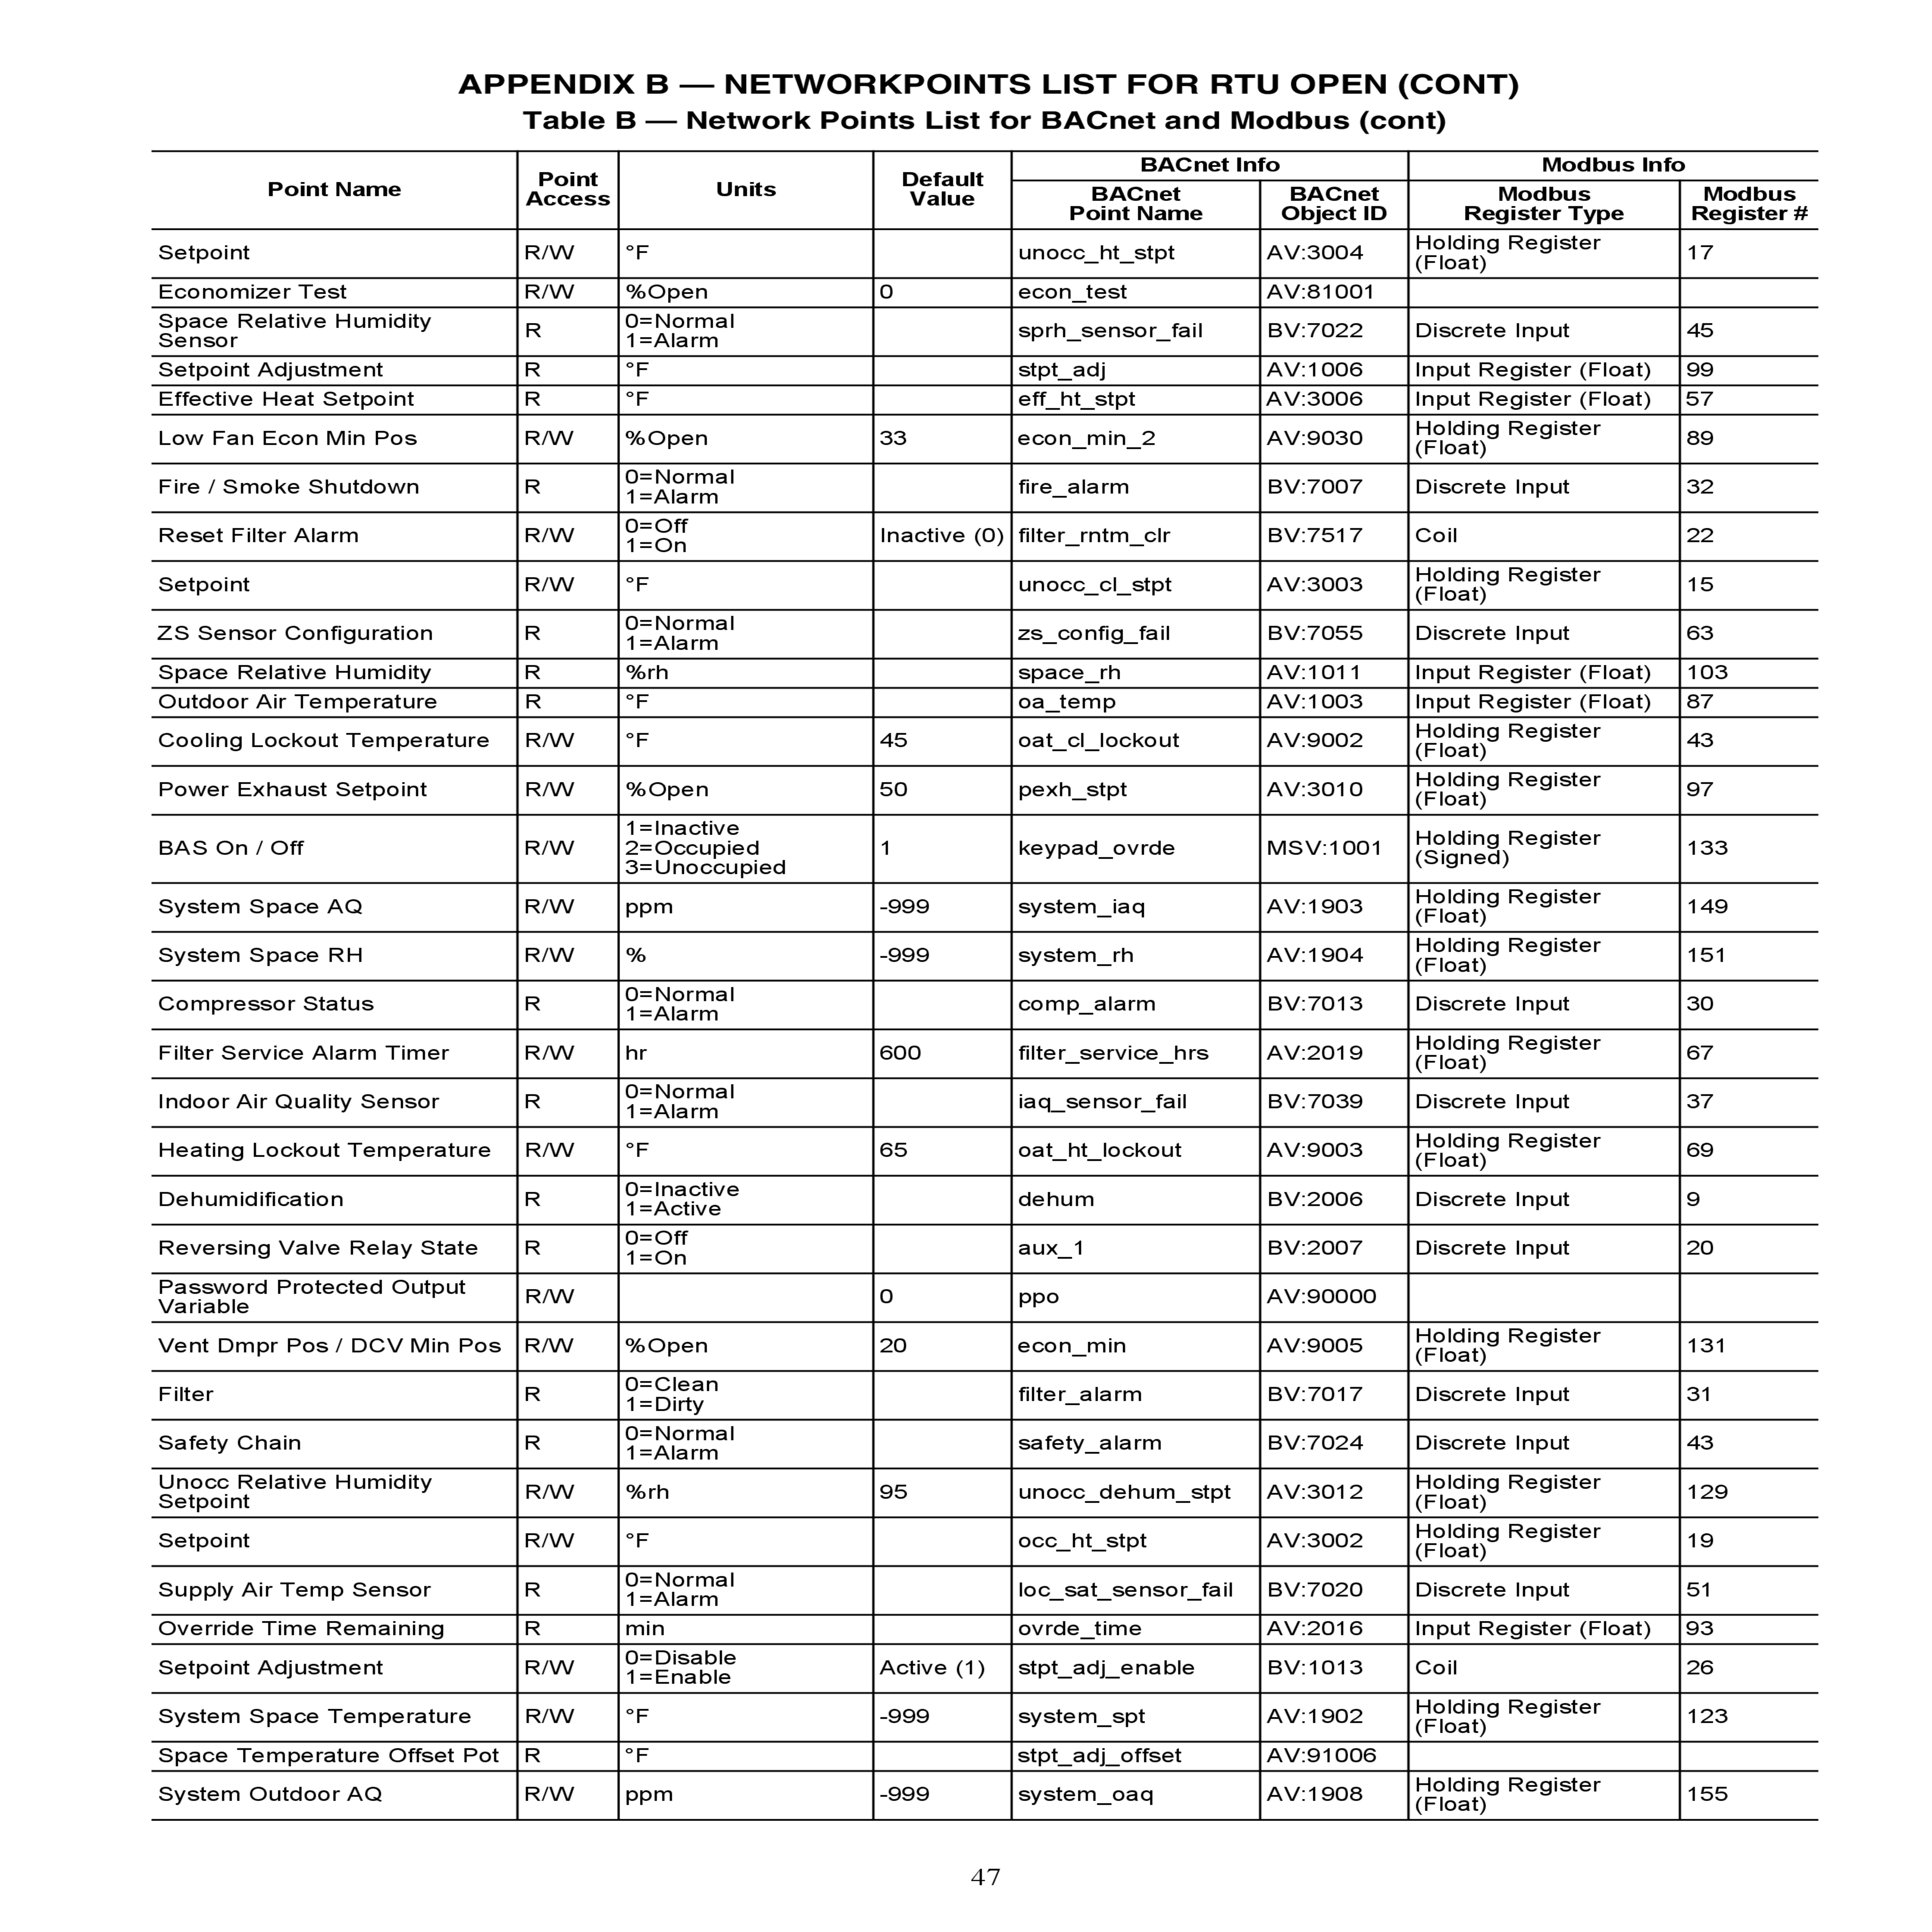 APPENDIX B — NETWORKPOINTS LIST FOR RTU OPEN (CONT)
Table B — Network Points List for BACnet and Modbus (cont)
Point Name Point Access Units Default Value BACnet Info Modbus Info
BACnet Point Name BACnet Object ID Modbus Register Type Modbus Register #
Setpoint R/W °F unocc_ht_stpt AV:3004 Holding Register (Float) 17
Economizer Test R/W %Open 0 econ_test AV:81001
Space Relative Humidity Sensor R 0=Normal 1=Alarm sprh_sensor_fail BV:7022 Discrete Input 45
Setpoint Adjustment R °F stpt_adj AV:1006 Input Register (Float) 99
Effective Heat Setpoint R °F eff_ht_stpt AV:3006 Input Register (Float) 57
Low Fan Econ Min Pos R/W %Open 33 econ_min_2 AV:9030 Holding Register (Float) 89
Fire / Smoke Shutdown R 0=Normal 1=Alarm fire_alarm BV:7007 Discrete Input 32
Reset Filter Alarm R/W 0=Off 1=On Inactive (0) filter_rntm_clr BV:7517 Coil 22
Setpoint R/W °F unocc_cl_stpt AV:3003 Holding Register (Float) 15
ZS Sensor Configuration R 0=Normal 1=Alarm zs_config_fail BV:7055 Discrete Input 63
Space Relative Humidity R %rh space_rh AV:1011 Input Register (Float) 103
Outdoor Air Temperature R °F oa_temp AV:1003 Input Register (Float) 87
Cooling Lockout Temperature R/W °F 45 oat_cl_lockout AV:9002 Holding Register (Float) 43
Power Exhaust Setpoint R/W %Open 50 pexh_stpt AV:3010 Holding Register (Float) 97
BAS On / Off R/W 1=Inactive 2=Occupied 3=Unoccupied 1 keypad_ovrde MSV:1001 Holding Register (Signed) 133
System Space AQ R/W ppm -999 system_iaq AV:1903 Holding Register (Float) 149
System Space RH R/W % -999 system_rh AV:1904 Holding Register (Float) 151
Compressor Status R 0=Normal 1=Alarm comp_alarm BV:7013 Discrete Input 30
Filter Service Alarm Timer R/W hr 600 filter_service_hrs AV:2019 Holding Register (Float) 67
Indoor Air Quality Sensor R 0=Normal 1=Alarm iaq_sensor_fail BV:7039 Discrete Input 37
Heating Lockout Temperature R/W °F 65 oat_ht_lockout AV:9003 Holding Register (Float) 69
Dehumidification R 0=Inactive 1=Active dehum BV:2006 Discrete Input 9
Reversing Valve Relay State R 0=Off 1=On aux_1 BV:2007 Discrete Input 20
Password Protected Output Variable R/W 0 ppo AV:90000
Vent Dmpr Pos / DCV Min Pos R/W %Open 20 econ_min AV:9005 Holding Register (Float) 131
Filter R 0=Clean 1=Dirty filter_alarm BV:7017 Discrete Input 31
Safety Chain R 0=Normal 1=Alarm safety_alarm BV:7024 Discrete Input 43
Unocc Relative Humidity Setpoint R/W %rh 95 unocc_dehum_stpt AV:3012 Holding Register (Float) 129
Setpoint R/W °F occ_ht_stpt AV:3002 Holding Register (Float) 19
Supply Air Temp Sensor R 0=Normal 1=Alarm loc_sat_sensor_fail BV:7020 Discrete Input 51
Override Time Remaining R min ovrde_time AV:2016 Input Register (Float) 93
Setpoint Adjustment R/W 0=Disable 1=Enable Active (1) stpt_adj_enable BV:1013 Coil 26
System Space Temperature R/W °F -999 system_spt AV:1902 Holding Register (Float) 123
Space Temperature Offset Pot R °F stpt_adj_offset AV:91006
System Outdoor AQ R/W ppm -999 system_oaq AV:1908 Holding Register (Float) 155
47